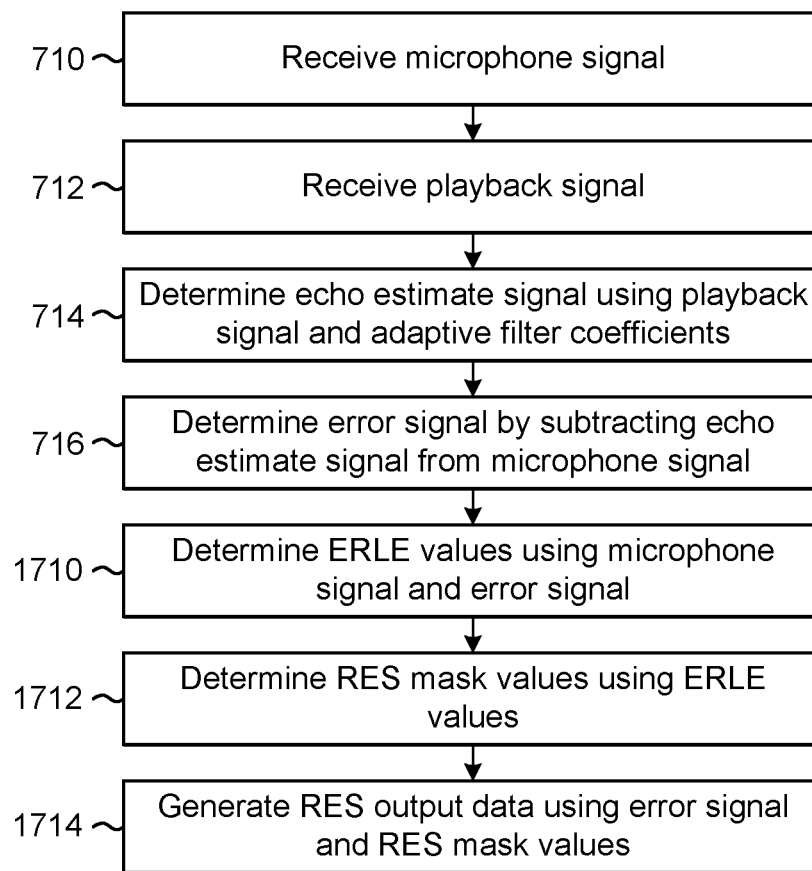 710
Receive microphone signal
712
Receive playback signal
714
Determine echo estimate signal using playback
signal and adaptive filter coefficients
716
Determine error signal by subtracting echo
estimate signal from microphone signal
1710
Determine ERLE values using microphone
signal and error signal
1712
Determine RES mask values using ERLE
values
1714
Generate RES output data using error signal
and RES mask values